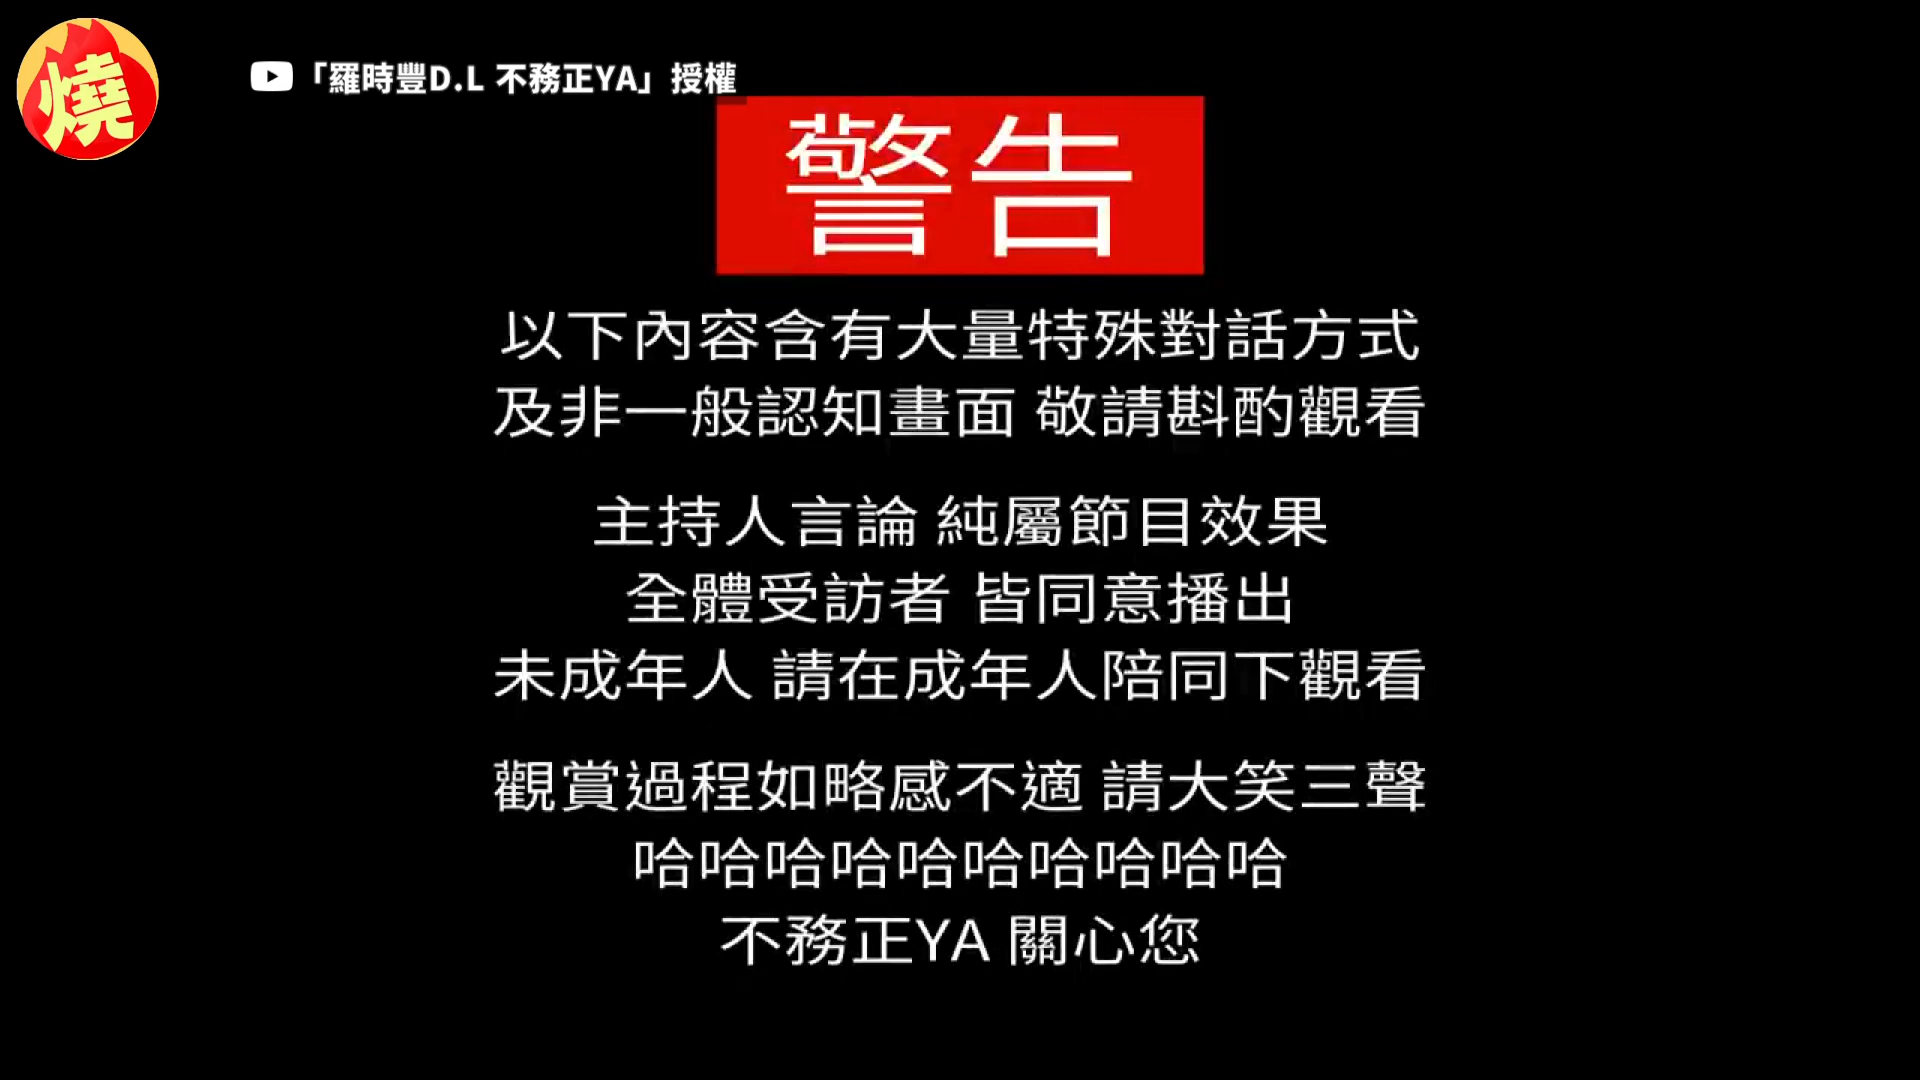 燒
「羅時豐D.L 不務正YA」授權
警告
以下內容含有大量特殊對話方式
及非一般認知畫面 敬請斟酌觀看
主持人言論 純屬節目效果
全體受訪者 皆同意播出
未成年人 請在成年人陪同下觀看
觀賞過程如略感不適 請大笑三聲
哈哈哈哈哈哈哈哈哈哈
不務正YA 關心您